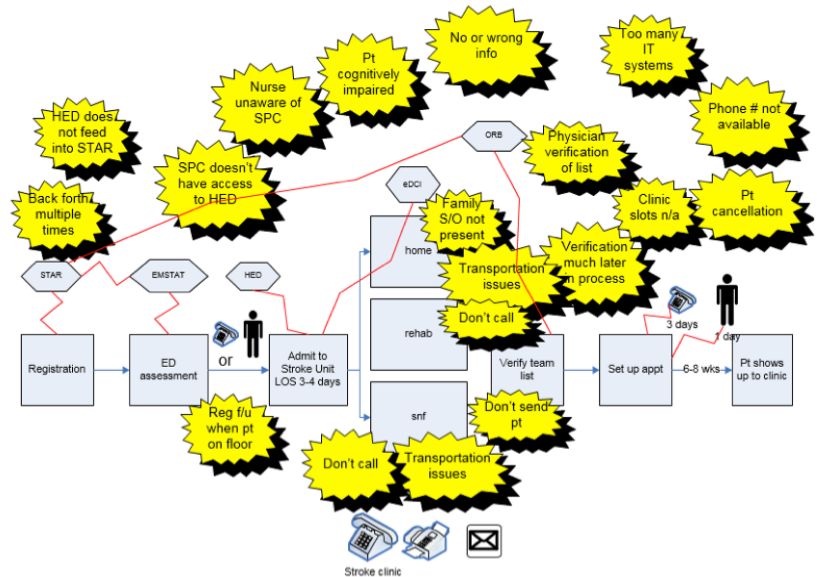 No or wrong
info
Too many
IT
systems
Pt
cognitively
impaired
Nurse
unaware of
SPC
Phone # not
available
HED does
not feed
into STAR
ORB
Physician
verification
of list
SPC doesn't
have access
to HED
eDCI
Back forth
multiple
times
Family
S/O not
present
Clinic
slots n/a
Pt
cancellation
home
Verification
much later
in process
Transportation
issues
STAR
EMSTAT
HED
Don't call
3 days
1 day
rehab
or
Registration
ED
assessment
Admit to
Stroke Unit
LOS 3-4 days
Verify team
list
Set up appt
6-8 wks
Pt shows
up to clinic
Reg f/u
when pt
on floor
snf
Don't send
pt
Don't call
Transportation
issues
Stroke clinic